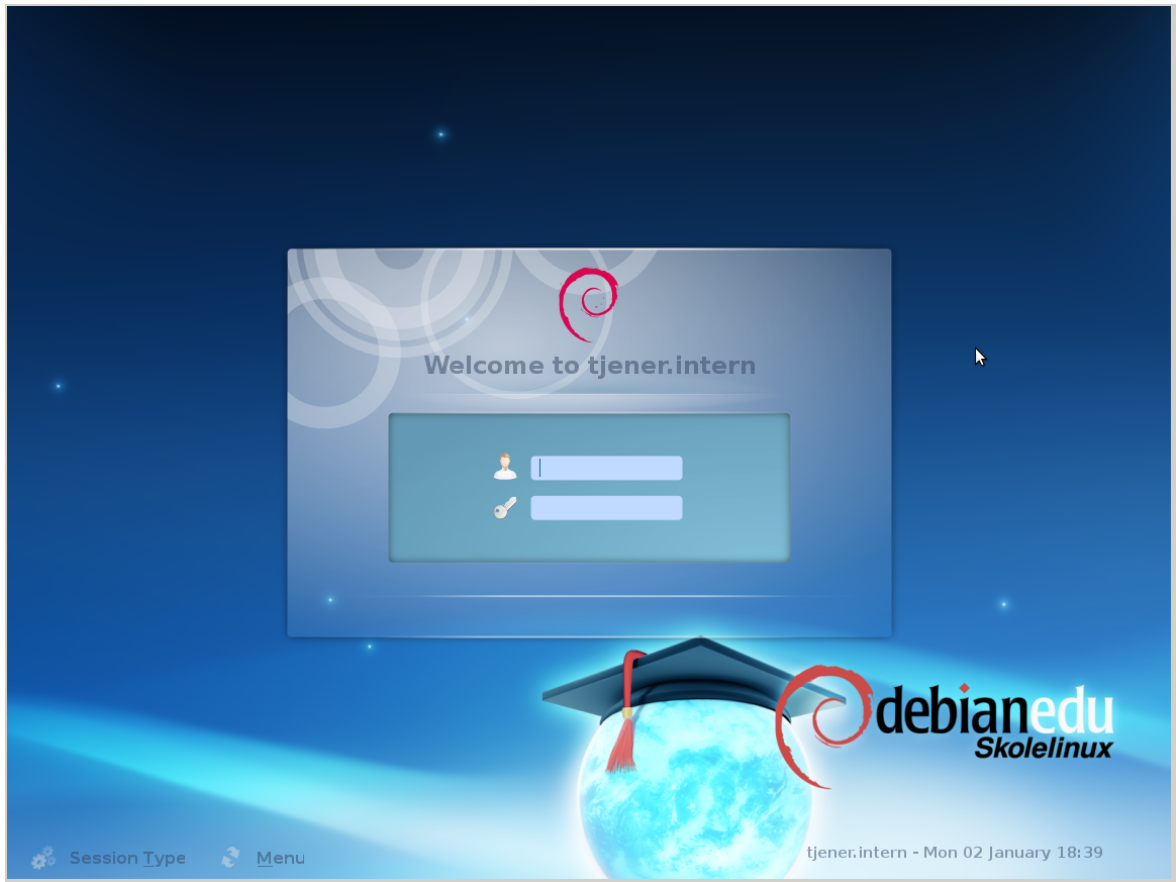 Welcome to tjener.intern
debianedu
Skolelinux
Session Type
Menu
tjener.intern - Mon 02 January 18:39